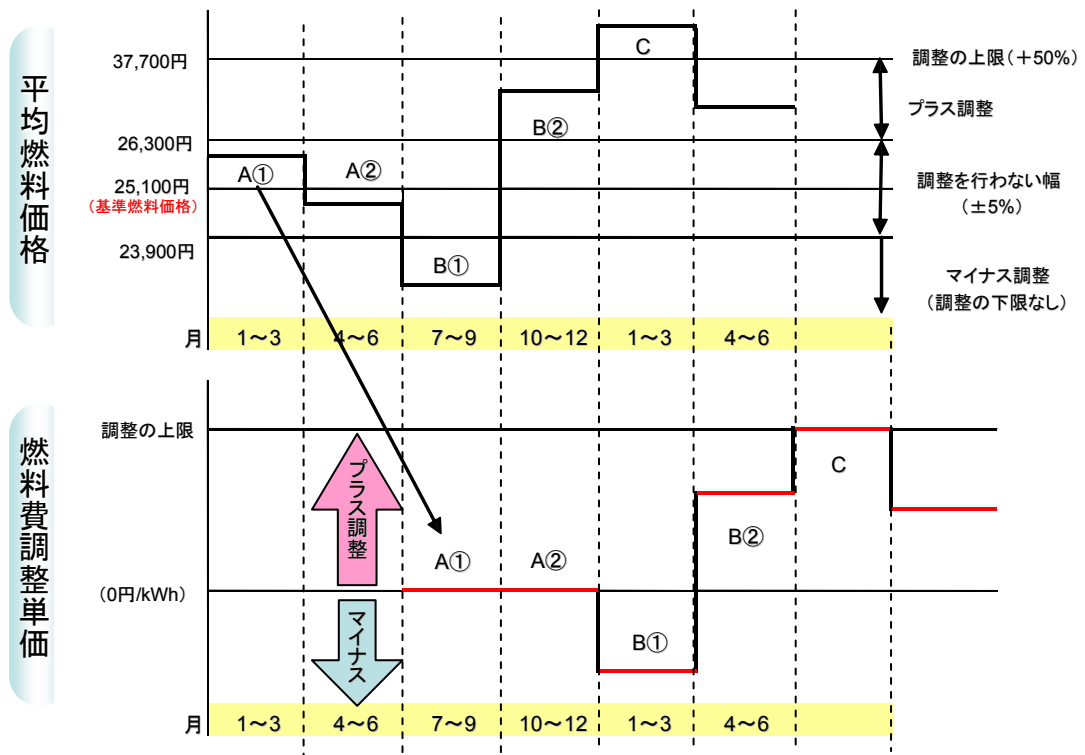 平均燃料価格
37,700円
26,300円
25,100円
(基準燃料価格)
23,900円
A①
A②
B①
B②
C
調整の上限(+50%)
プラス調整
調整を行わない幅
(±5%)
マイナス調整
(調整の下限なし)
月 1～3 4～6 7～9 10～12 1～3 4～6
燃料費調整単価
調整の上限
(0円/kWh)
プラス調整
マイナス
A①
A②
B①
B②
C
月 1～3 4～6 7～9 10～12 1～3 4～6